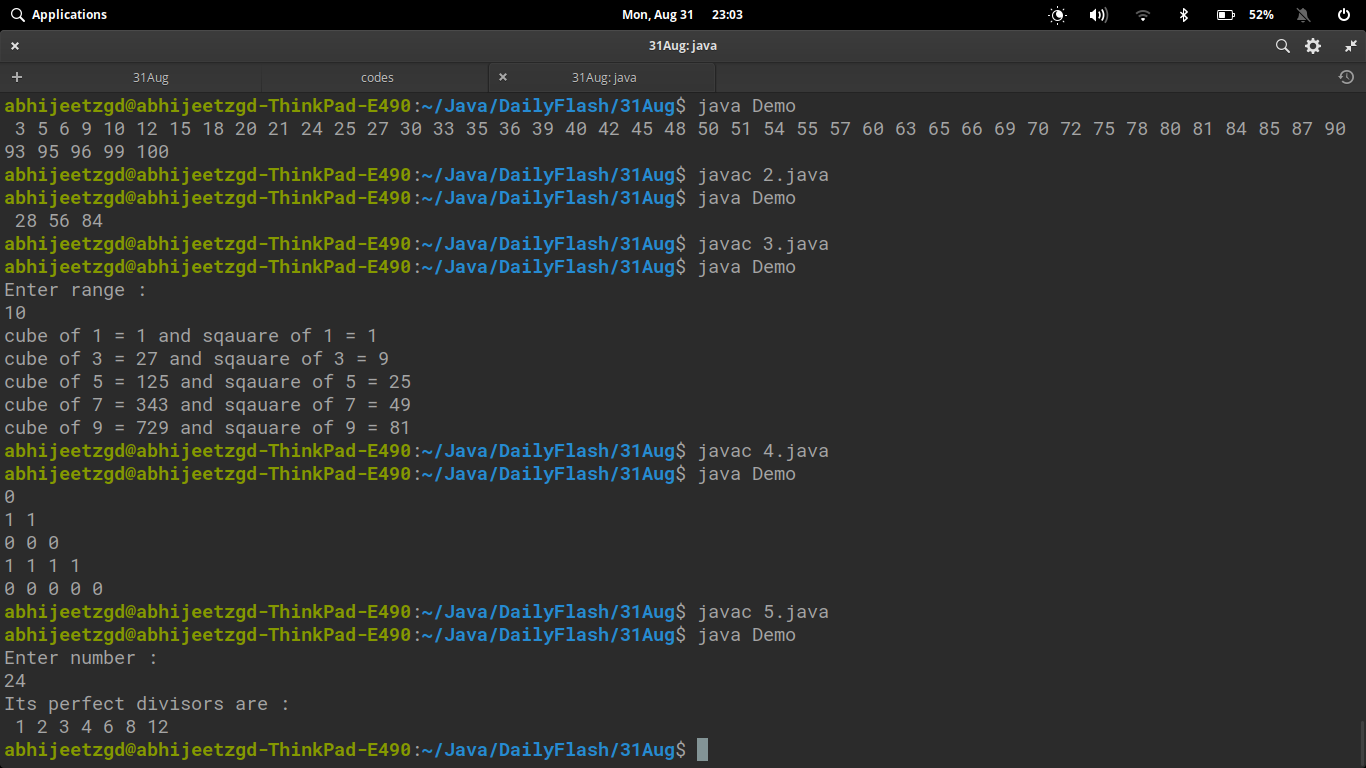 Applications Mon, Aug 31 23:03 52%
31Aug: java
31Aug codes 31Aug: java
abhijeetzgd@abhijeetzgd-ThinkPad-E490:~/Java/DailyFlash/31Aug$ java Demo
 3 5 6 9 10 12 15 18 20 21 24 25 27 30 33 35 36 39 40 42 45 48 50 51 54 55 57 60 63 65 66 69 70 72 75 78 80 81 84 85 87 90
93 95 96 99 100
abhijeetzgd@abhijeetzgd-ThinkPad-E490:~/Java/DailyFlash/31Aug$ javac 2.java
abhijeetzgd@abhijeetzgd-ThinkPad-E490:~/Java/DailyFlash/31Aug$ java Demo
 28 56 84
abhijeetzgd@abhijeetzgd-ThinkPad-E490:~/Java/DailyFlash/31Aug$ javac 3.java
abhijeetzgd@abhijeetzgd-ThinkPad-E490:~/Java/DailyFlash/31Aug$ java Demo
Enter range :
10
cube of 1 = 1 and sqauare of 1 = 1
cube of 3 = 27 and sqauare of 3 = 9
cube of 5 = 125 and sqauare of 5 = 25
cube of 7 = 343 and sqauare of 7 = 49
cube of 9 = 729 and sqauare of 9 = 81
abhijeetzgd@abhijeetzgd-ThinkPad-E490:~/Java/DailyFlash/31Aug$ javac 4.java
abhijeetzgd@abhijeetzgd-ThinkPad-E490:~/Java/DailyFlash/31Aug$ java Demo
0
1 1
0 0 0
1 1 1 1
0 0 0 0 0
abhijeetzgd@abhijeetzgd-ThinkPad-E490:~/Java/DailyFlash/31Aug$ javac 5.java
abhijeetzgd@abhijeetzgd-ThinkPad-E490:~/Java/DailyFlash/31Aug$ java Demo
Enter number :
24
Its perfect divisors are :
 1 2 3 4 6 8 12
abhijeetzgd@abhijeetzgd-ThinkPad-E490:~/Java/DailyFlash/31Aug$